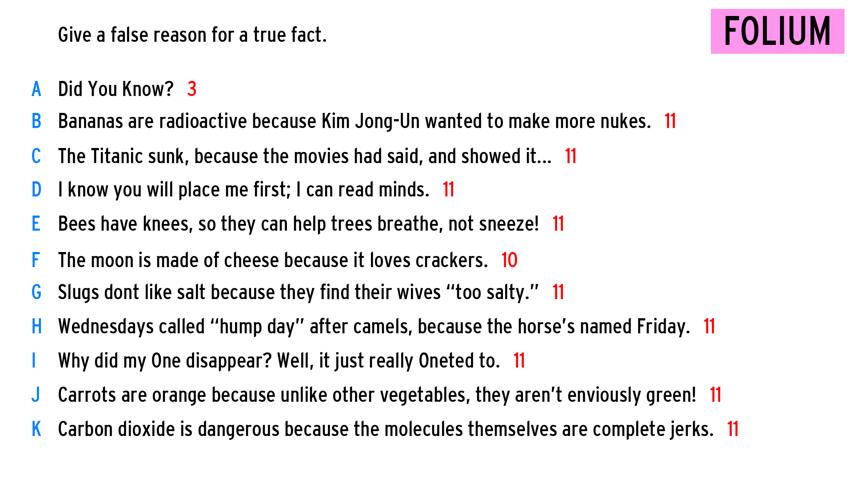 Give a false reason for a true fact.
FOLIUM
A Did You Know? 3
B Bananas are radioactive because Kim Jong-Un wanted to make more nukes. 11
C The Titanic sunk, because the movies had said, and showed it... 11
D I know you will place me first; I can read minds. 11
E Bees have knees, so they can help trees breathe, not sneeze! 11
F The moon is made of cheese because it loves crackers. 10
G Slugs dont like salt because they find their wives “too salty.” 11
H Wednesdays called “hump day” after camels, because the horse’s named Friday. 11
I Why did my One disappear? Well, it just really Oneted to. 11
J Carrots are orange because unlike other vegetables, they aren’t enviously green! 11
K Carbon dioxide is dangerous because the molecules themselves are complete jerks. 11